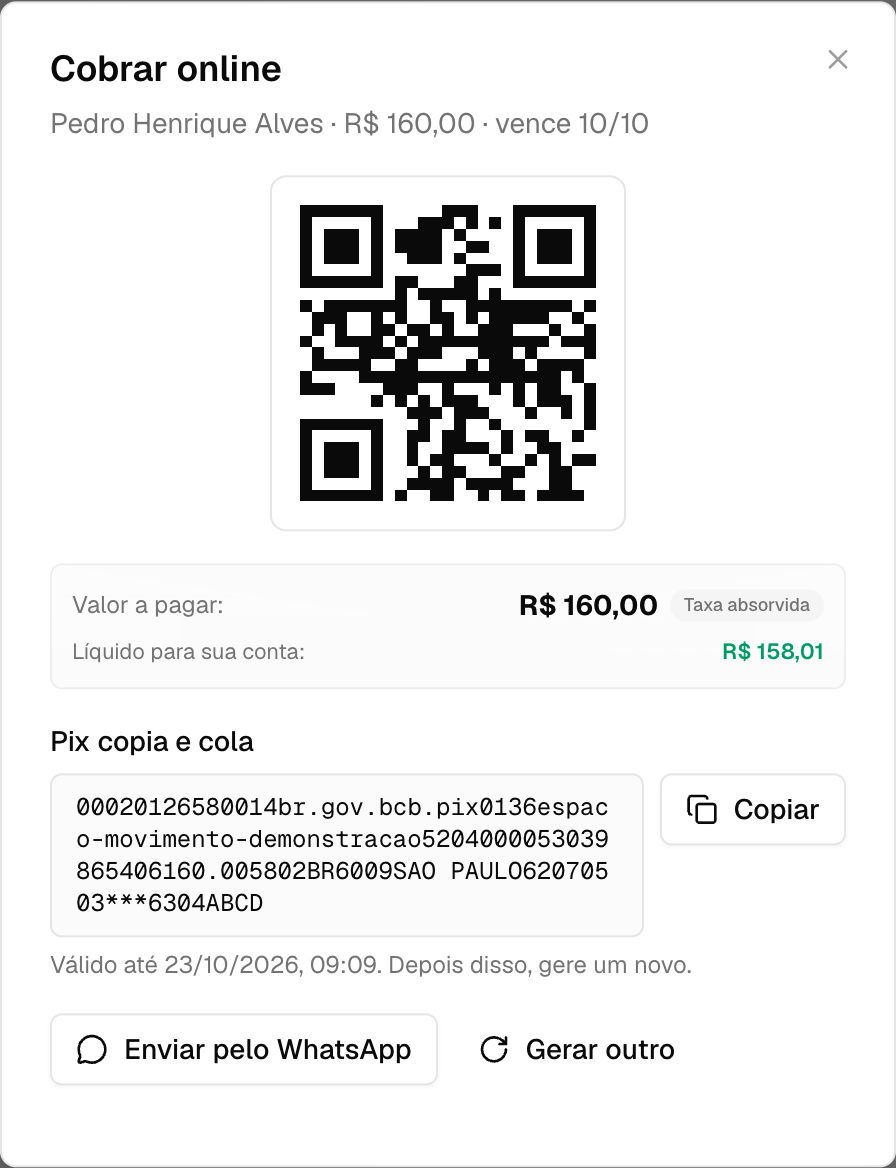 Cobrar online
Pedro Henrique Alves · R$ 160,00 · vence 10/10
Valor a pagar:
R$ 160,00
Taxa absorvida
Líquido para sua conta:
R$ 158,01
Pix copia e cola
00020126580014br.gov.bcb.pix0136espac
o-movimento-demonstracao5204000053039
865406160.005802BR6009SAO PAULO620705
03***6304ABCD
Copiar
Válido até 23/10/2026, 09:09. Depois disso, gere um novo.
Enviar pelo WhatsApp
Gerar outro